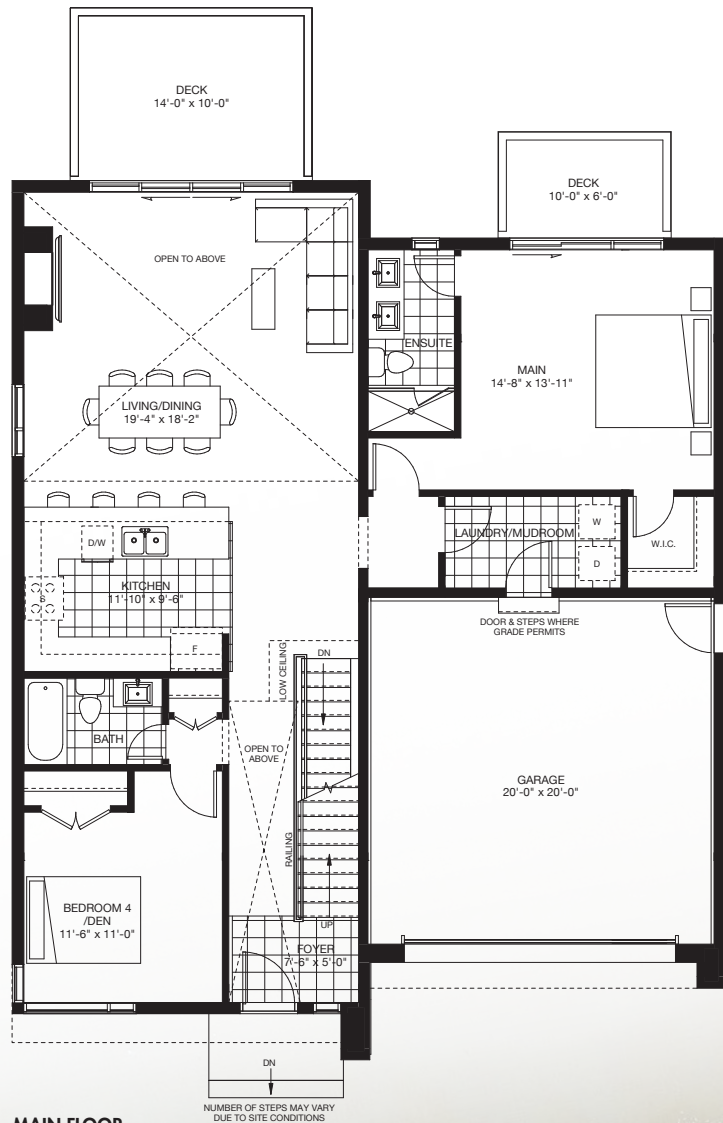 DECK
14'-0" x 10'-0"
DECK
10'-0" x 6'-0"
OPEN TO ABOVE
ENSUITE
MAIN
14'-8" x 13'-11"
LIVING/DINING
19'-4" x 18'-2"
D/W
LAUNDRY/MUDROOM
W
D
W.I.C.
KITCHEN
11'-10" x 9'-6"
S
F
DOOR & STEPS WHERE
GRADE PERMITS
LOW CEILING
DN
BATH
OPEN TO
ABOVE
GARAGE
20'-0" x 20'-0"
RAILING
BEDROOM 4
/DEN
11'-6" x 11'-0"
UP
FOYER
7'-6" x 5'-0"
DN
NUMBER OF STEPS MAY VARY
DUE TO SITE CONDITIONS
MAIN FLOOR